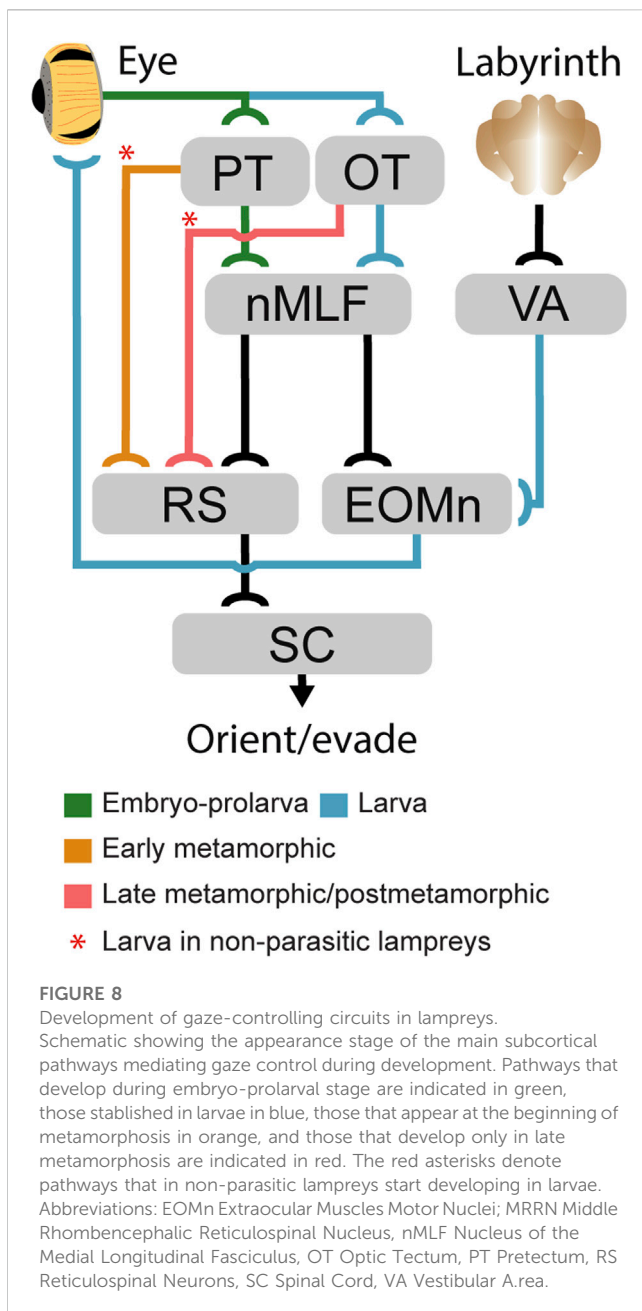 Eye
Labyrinth
*
PT
OT
*
nMLF
VA
RS
EOMn
SC
Orient/evade
Embryo-prolarva Larva
Early metamorphic
Late metamorphic/postmetamorphic
* Larva in non-parasitic lampreys
FIGURE 8
Development of gaze-controlling circuits in lampreys.
Schematic showing the appearance stage of the main subcortical
pathways mediating gaze control during development. Pathways that
develop during embryo-prolarval stage are indicated in green,
those stablished in larvae in blue, those that appear at the beginning of
metamorphosis in orange, and those that develop only in late
metamorphosis are indicated in red. The red asterisks denote
pathways that in non-parasitic lampreys start developing in larvae.
Abbreviations: EOMn Extraocular Muscles Motor Nuclei; MRRN Middle
Rhombencephalic Reticulospinal Nucleus, nMLF Nucleus of the
Medial Longitudinal Fasciculus, OT Optic Tectum, PT Pretectum, RS
Reticulospinal Neurons, SC Spinal Cord, VA Vestibular A.rea.